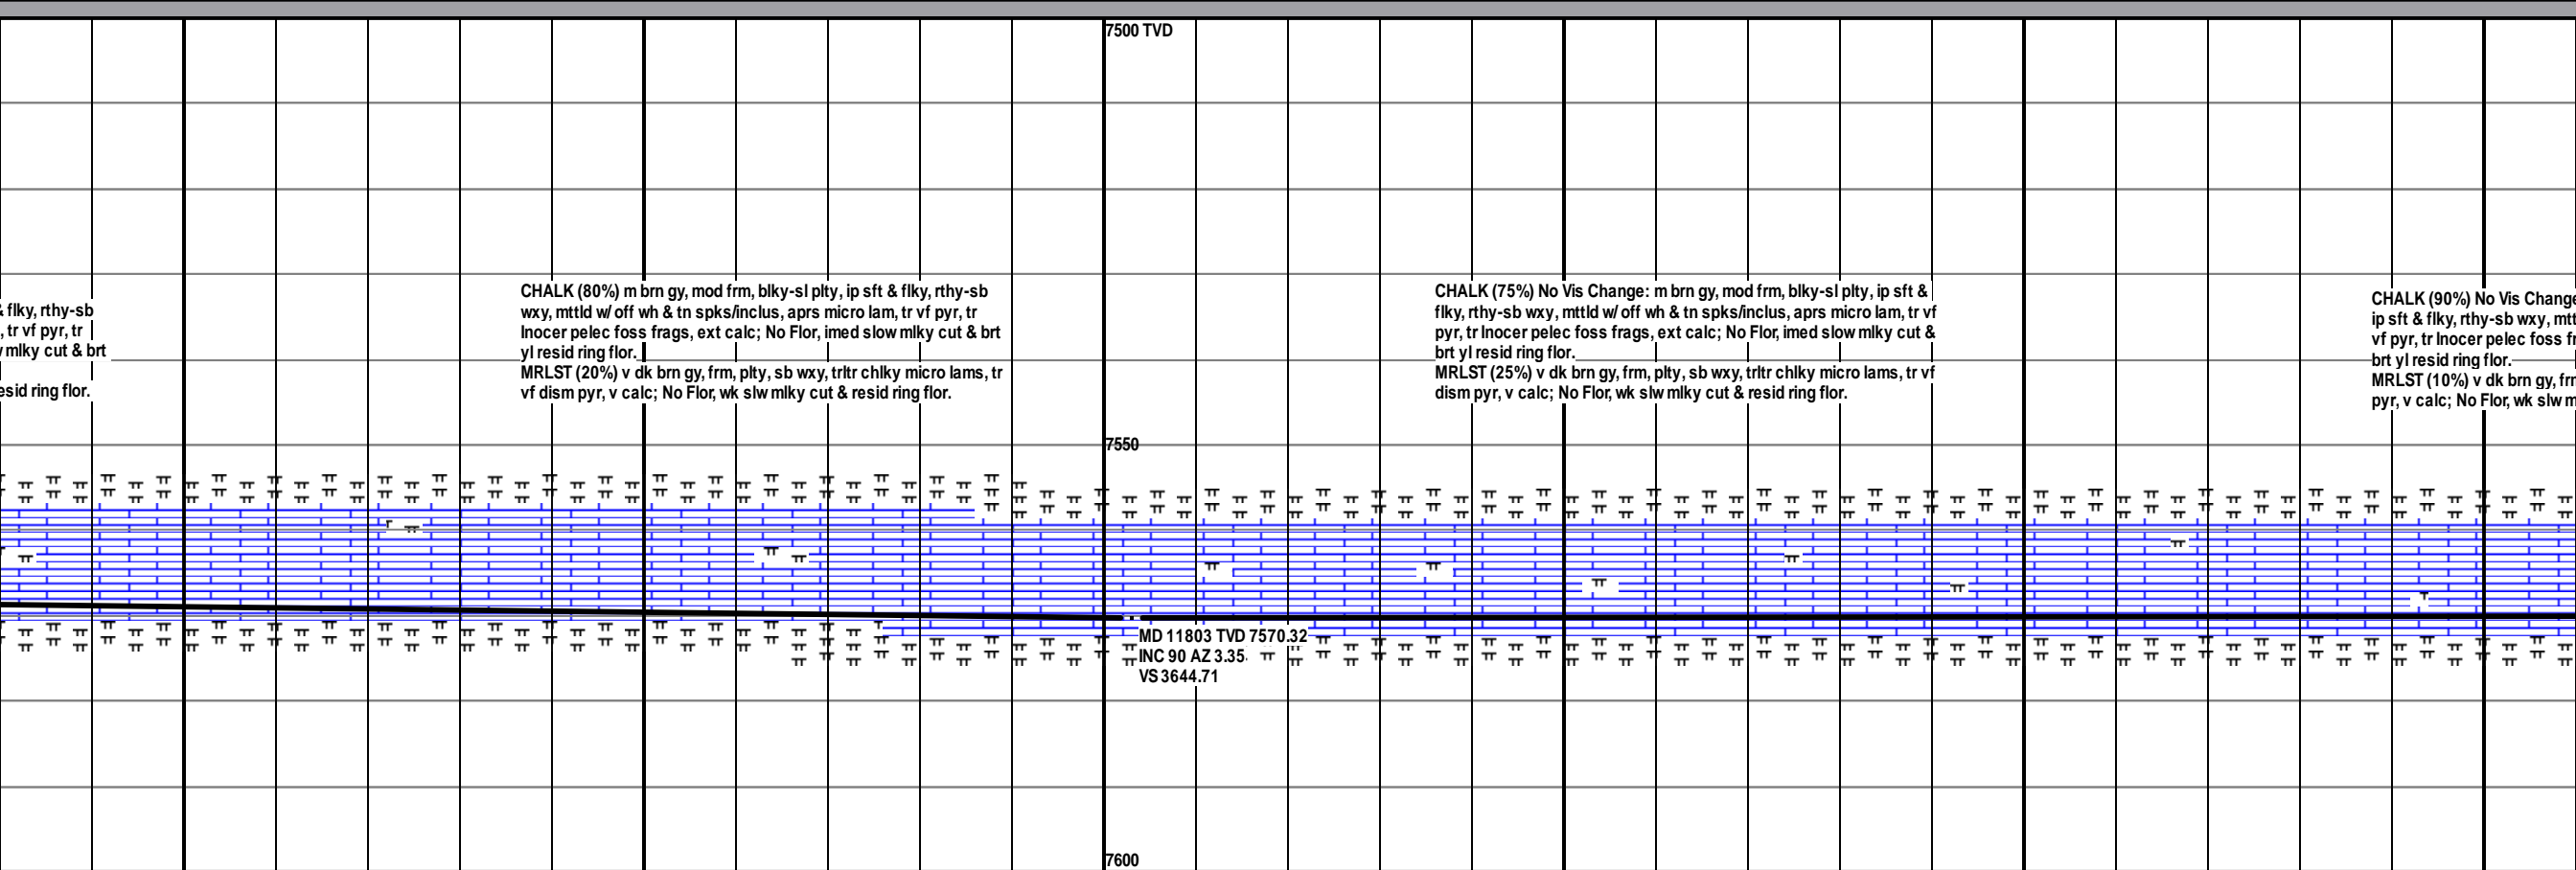 7500 TVD
& flky, rthy-sb
, tr vf pyr, tr
mlky cut & brt
resid ring flor.
CHALK (80%) m brn gy, mod frm, blky-sl plty, ip sft & flky, rthy-sb
wxy, mttld w/ off wh & tn spks/inclus, aprs micro lam, tr vf pyr, tr
Inocer pelec foss frags, ext calc; No Flor, imed slow mlky cut & brt
yl resid ring flor.
MRLST (20%) v dk brn gy, frm, plty, sb wxy, trltr chlky micro lams, tr
vf dism pyr, v calc; No Flor, wk slw mlky cut & resid ring flor.
CHALK (75%) No Vis Change: m brn gy, mod frm, blky-sl plty, ip sft &
flky, rthy-sb wxy, mttld w/ off wh & tn spks/inclus, aprs micro lam, tr vf
pyr, tr Inocer pelec foss frags, ext calc; No Flor, imed slow mlky cut &
brt yl resid ring flor.
MRLST (25%) v dk brn gy, frm, plty, sb wxy, trltr chlky micro lams, tr vf
dism pyr, v calc; No Flor, wk slw mlky cut & resid ring flor.
CHALK (90%) No Vis Change
ip sft & flky, rthy-sb wxy, mtt
vf pyr, tr Inocer pelec foss fr
brt yl resid ring flor.
MRLST (10%) v dk brn gy, frm
pyr, v calc; No Flor, wk slw m
7550
MD 11803 TVD 7570.32
INC 90 AZ 3.35
VS 3644.71
7600